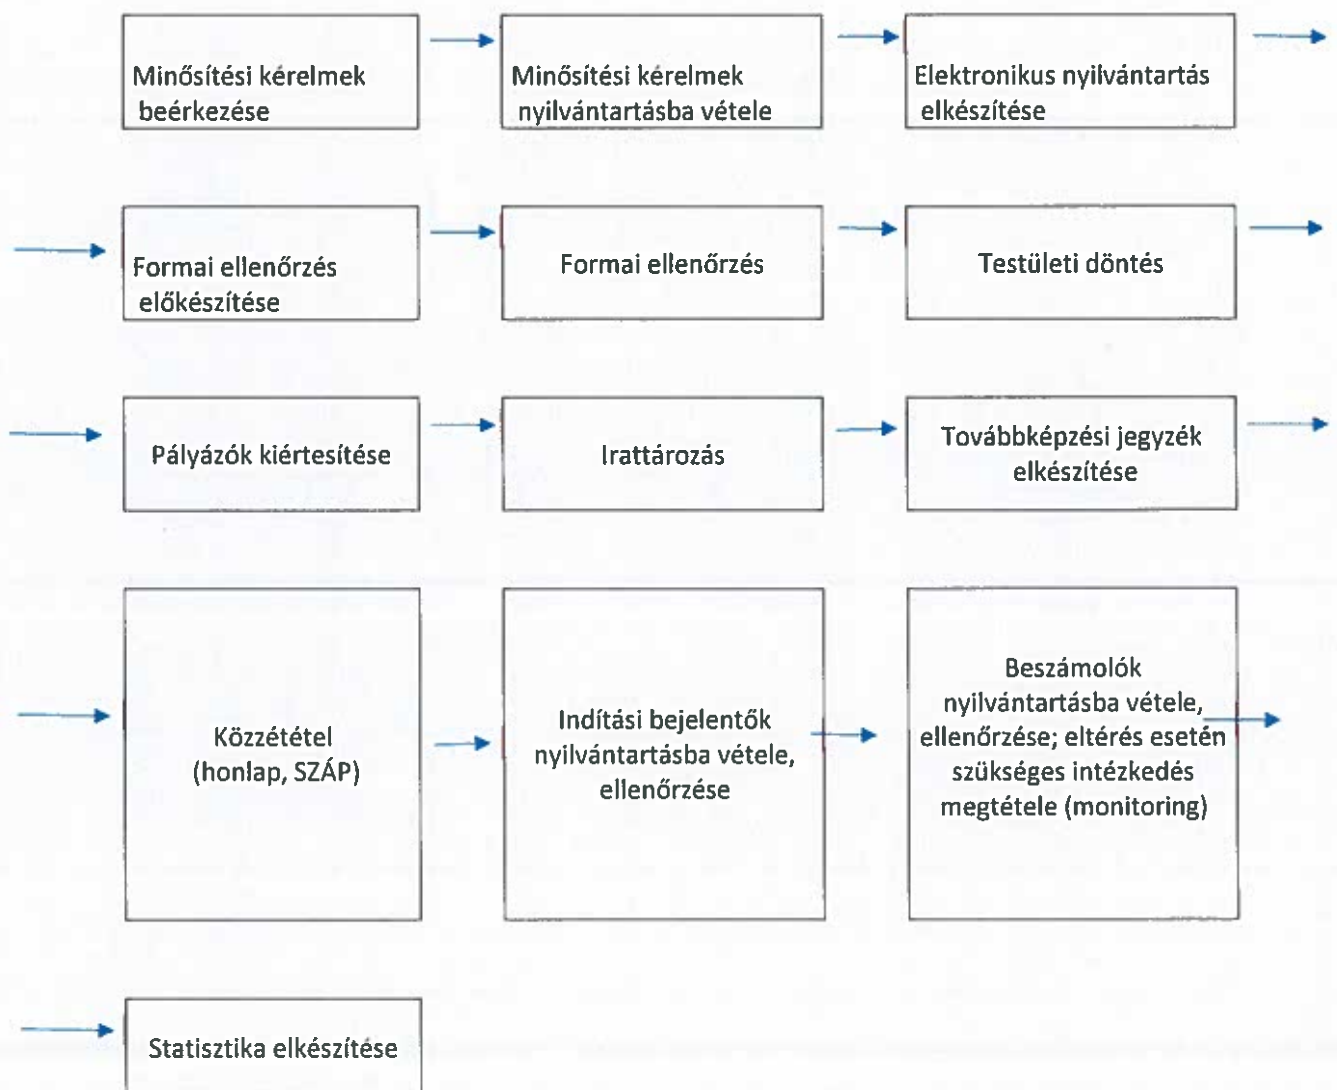 Minősítési kérelmek
beérkezése
Minősítési kérelmek
nyilvántartásba vétele
Elektronikus nyilvántartás
elkészítése
Formai ellenőrzés
előkészítése
Formai ellenőrzés
Testületi döntés
Pályázók kiértesítése
Irattározás
Továbbképzési jegyzék
elkészítése
Közzététel
(honlap, SZÁP)
Indítási bejelentők
nyilvántartásba vétele,
ellenőrzése
Beszámolók
nyilvántartásba vétele,
ellenőrzése; eltérés esetén
szükséges intézkedés
megtétele (monitoring)
Statisztika elkészítése